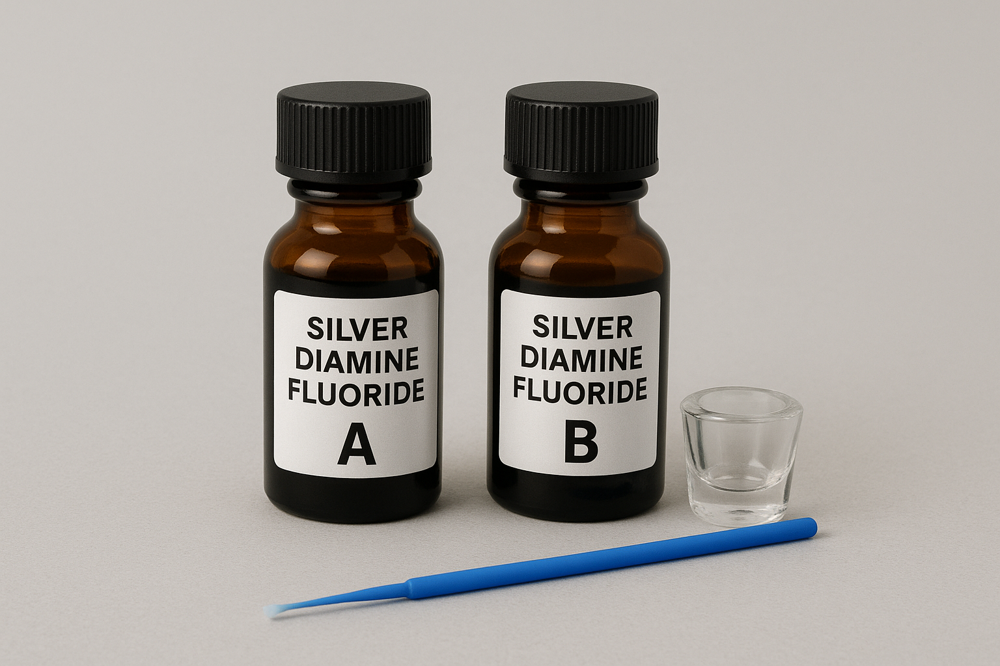 SILVER
DIAMINE
FLUORIDE
A
SILVER
DIAMINE
FLUORIDE
B